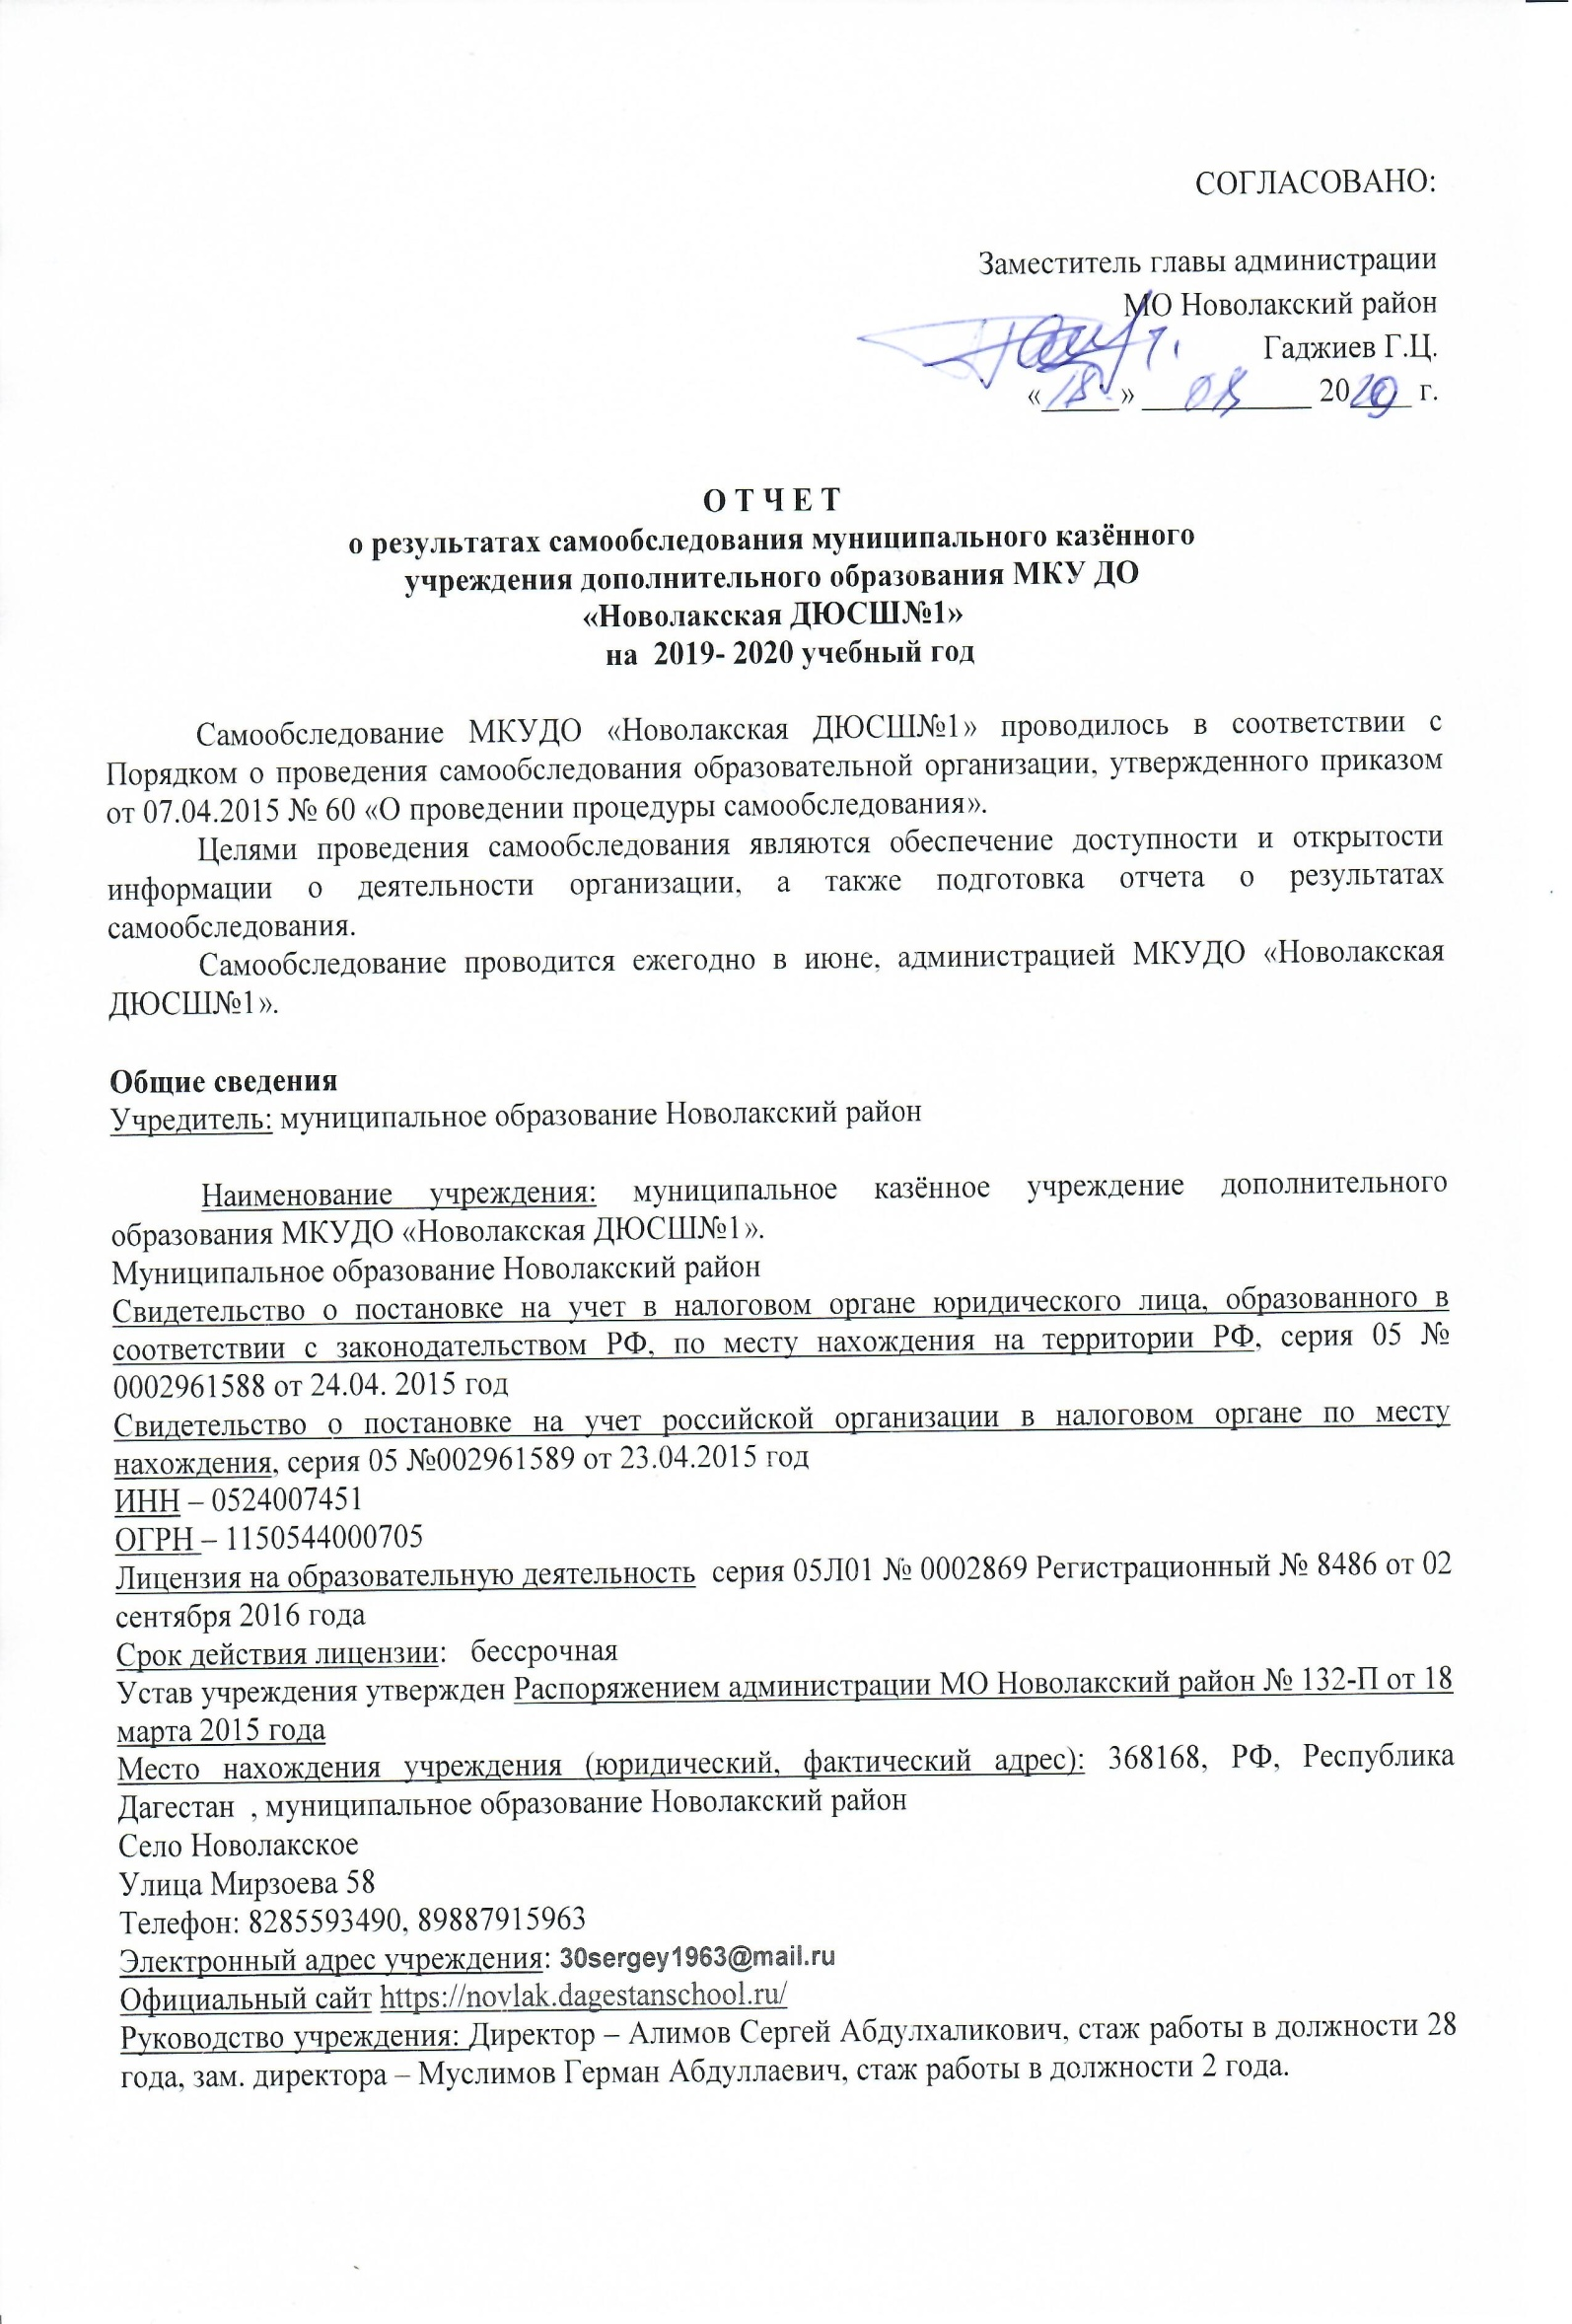 СОГЛАСОВАНО:
Заместитель главы администрации
МО Новолакский район
Гаджиев Г.Ц.
«18» 2020 г.
О Т Ч Е Т
о результатах самообследования муниципального казённого
учреждения дополнительного образования МКУ ДО
«Новолакская ДЮСШ№1»
на 2019- 2020 учебный год
Самообследование МКУДО «Новолакская ДЮСШ№1» проводилось в соответствии с
Порядком о проведения самообследования образовательной организации, утвержденного приказом
от 07.04.2015 № 60 «О проведении процедуры самообследования».
Целями проведения самообследования являются обеспечение доступности и открытости
информации о деятельности организации, а также подготовка отчета о результатах
самообследования.
Самообследование проводится ежегодно в июне, администрацией МКУДО «Новолакская
ДЮСШ№1».
Общие сведения
Учредитель: муниципальное образование Новолакский район
Наименование учреждения: муниципальное казённое учреждение дополнительного
образования МКУДО «Новолакская ДЮСШ№1».
Муниципальное образование Новолакский район
Свидетельство о постановке на учет в налоговом органе юридического лица, образованного в
соответствии с законодательством РФ, по месту нахождения на территории РФ, серия 05 №
0002961588 от 24.04. 2015 год
Свидетельство о постановке на учет российской организации в налоговом органе по месту
нахождения, серия 05 №002961589 от 23.04.2015 год
ИНН – 0524007451
ОГРН – 1150544000705
Лицензия на образовательную деятельность серия 05Л01 № 0002869 Регистрационный № 8486 от 02
сентября 2016 года
Срок действия лицензии: бессрочная
Устав учреждения утвержден Распоряжением администрации МО Новолакский район № 132-П от 18
марта 2015 года
Место нахождения учреждения (юридический, фактический адрес): 368168, РФ, Республика
Дагестан , муниципальное образование Новолакский район
Село Новолакское
Улица Мирзоева 58
Телефон: 8285593490, 89887915963
Электронный адрес учреждения: 30sergey1963@mail.ru
Официальный сайт https://novlak.dagestanschool.ru/
Руководство учреждения: Директор – Алимов Сергей Абдулхаликович, стаж работы в должности 28
года, зам. директора – Муслимов Герман Абдуллаевич, стаж работы в должности 2 года.